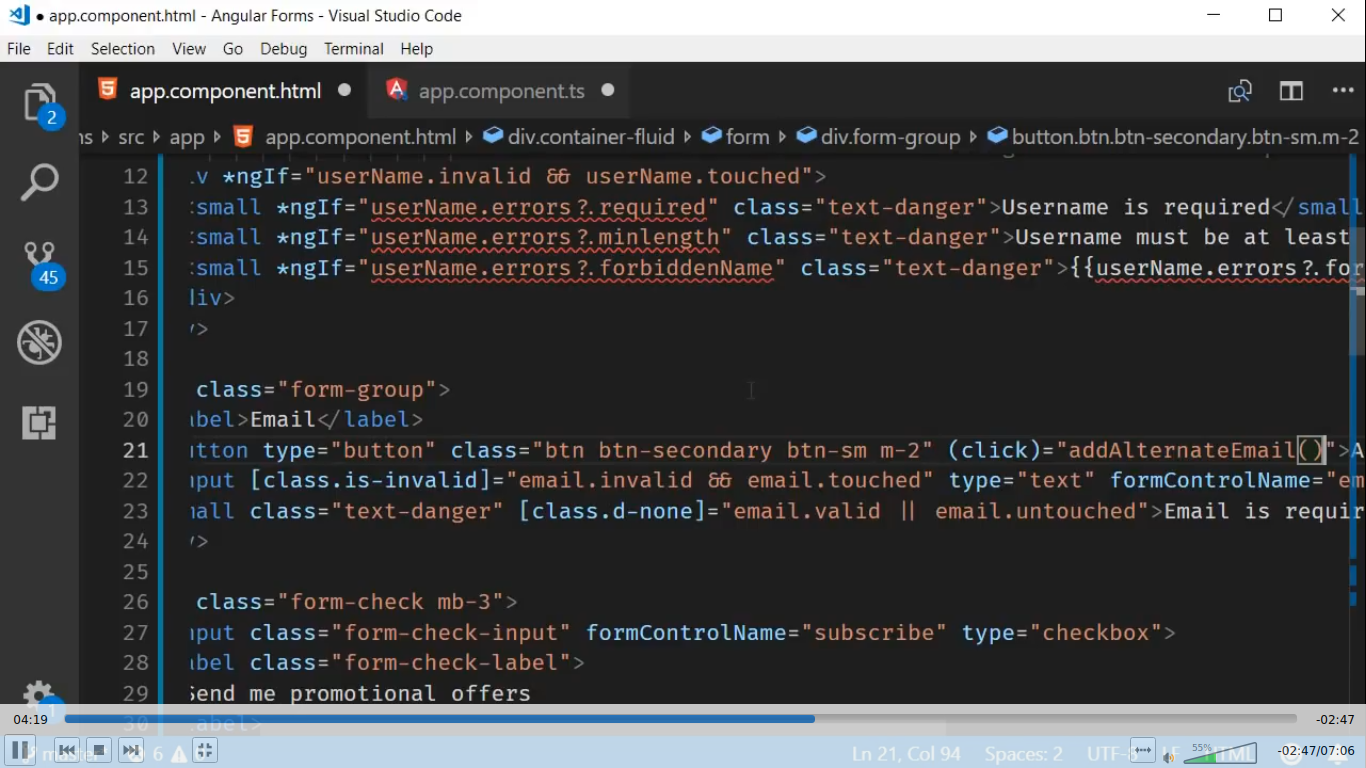 app.component.html - Angular Forms - Visual Studio Code
File Edit Selection View Go Debug Terminal Help
app.component.html app.component.ts
src app app.component.html div.container-fluid form div.form-group button.btn.btn-secondary.btn-sm.m-2
2
45
1
12 v *ngIf="userName.invalid && userName.touched">
13 small *ngIf="userName.errors?.required" class="text-danger">Username is required</small
14 small *ngIf="userName.errors?.minlength" class="text-danger">Username must be at least
15 small *ngIf="userName.errors?.forbiddenName" class="text-danger">{{userName.errors?.for
16 div>
17 >
18
19 class="form-group">
20 abel>Email</label>
21 utton type="button" class="btn btn-secondary btn-sm m-2" (click)="addAlternateEmail()">A
22 nput [class.is-invalid]="email.invalid && email.touched" type="text" formControlName="em
23 mall class="text-danger" [class.d-none]="email.valid || email.untouched">Email is requir
24 >
25
26 class="form-check mb-3">
27 nput class="form-check-input" formControlName="subscribe" type="checkbox">
28 abel class="form-check-label">
29 Send me promotional offers
30 label>
04:19 -02:47
6 Ln 21, Col 94 Spaces: 2 UTF-8 LF HTML 55% -02:47/07:06